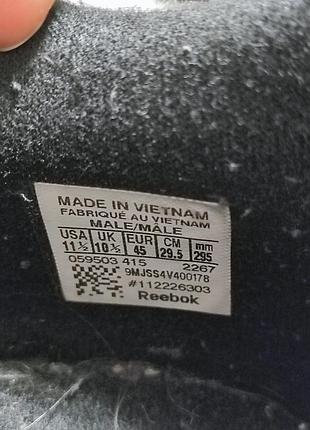 MADE IN VIETNAM
FABRIQUÉ AU VIETNAM
MALE/MÂLE
USA UK EUR CM mm
11½ 10½ 45 29.5 295
059503 415 2267
9MJSS4V400178
#112226303
Reebok